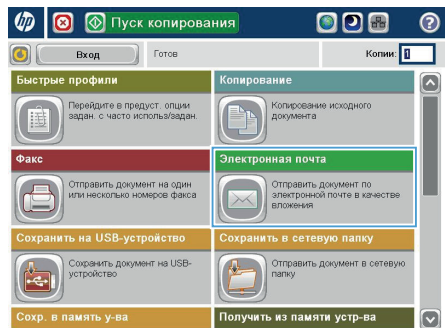 hp
Пуск копирования
?
Вход
Готов
Копии: 1
Быстрые профили
Перейдите в предуст. опции
задан. с часто использ/задан.
Копирование
Копирование исходного
документа
Факс
Отправить документ на один
или несколько номеров факса
Электронная почта
Отправить документ по
электронной почте в качестве
вложения
Сохранить на USB-устройство
Сохранить документ на USB-
устройство
Сохранить в сетевую папку
Отправить документ в сетевую
папку
Сохр. в память у-ва
Получить из памяти устр-ва